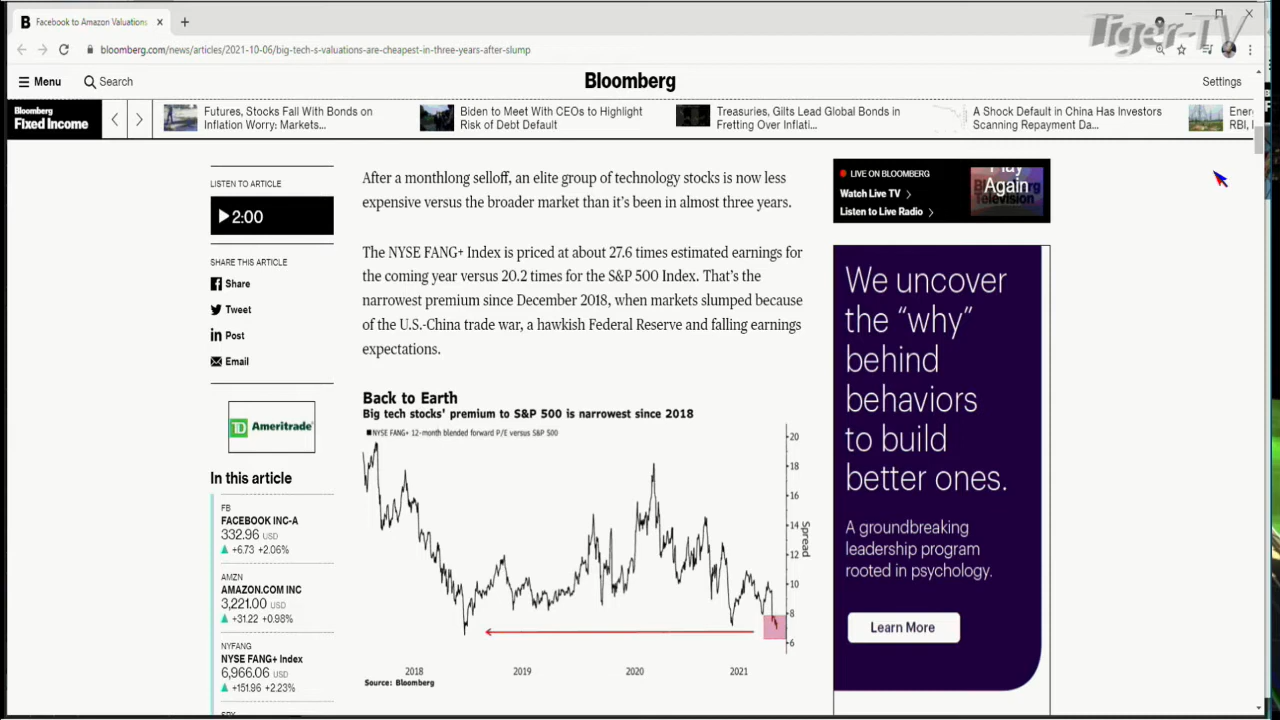 Facebook to Amazon Valuations
Tiger-TV
bloomberg.com/news/articles/2021-10-06/big-tech-s-valuations-are-cheapest-in-three-years-after-slump
Menu
Search
Bloomberg
Settings
Bloomberg
Fixed Income
Futures, Stocks Fall With Bonds on
Inflation Worry: Markets...
Biden to Meet With CEOs to Highlight
Risk of Debt Default
Treasuries, Gilts Lead Global Bonds in
Fretting Over Inflati...
A Shock Default in China Has Investors
Scanning Repayment Da...
Ener
RBI,
LISTEN TO ARTICLE
2:00
SHARE THIS ARTICLE
Share
Tweet
Post
Email
TD Ameritrade
In this article
FB
FACEBOOK INC-A
332.96 USD
+6.73 +2.06%
AMZN
AMAZON.COM INC
3,221.00 USD
+31.22 +0.98%
NYFANG
NYSE FANG+ Index
6,966.06 USD
+151.96 +2.23%
After a monthlong selloff, an elite group of technology stocks is now less
expensive versus the broader market than it's been in almost three years.
The NYSE FANG+ Index is priced at about 27.6 times estimated earnings for
the coming year versus 20.2 times for the S&P 500 Index. That's the
narrowest premium since December 2018, when markets slumped because
of the U.S.-China trade war, a hawkish Federal Reserve and falling earnings
expectations.
Back to Earth
Big tech stocks' premium to S&P 500 is narrowest since 2018
NYSE FANG+ 12-month blended forward P/E versus S&P 500
20
18
16
14
12
10
8
6
Spread
2018
2019
2020
2021
Source: Bloomberg
LIVE ON BLOOMBERG
Watch Live TV
Listen to Live Radio
Play
Again
Bloomberg
Television
We uncover
the "why"
behind
behaviors
to build
better ones.
A groundbreaking
leadership program
rooted in psychology.
Learn More